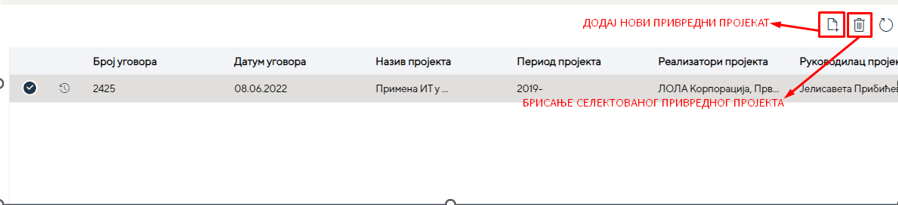 ДОДАЈ НОВИ ПРИВРЕДНИ ПРОЈЕКАТ
Број уговора Датум уговора Назив пројекта Период пројекта Реализатори пројекта Руководилац пројек
2425 08.06.2022 Примена ИТ у ... 2019- ЛОЛА Корпорација, Прв... Јелисавета Прибићеі
БРИСАЊЕ СЕЛЕКТОВАНОГ ПРИВРЕДНОГ ПРОЈЕКТА